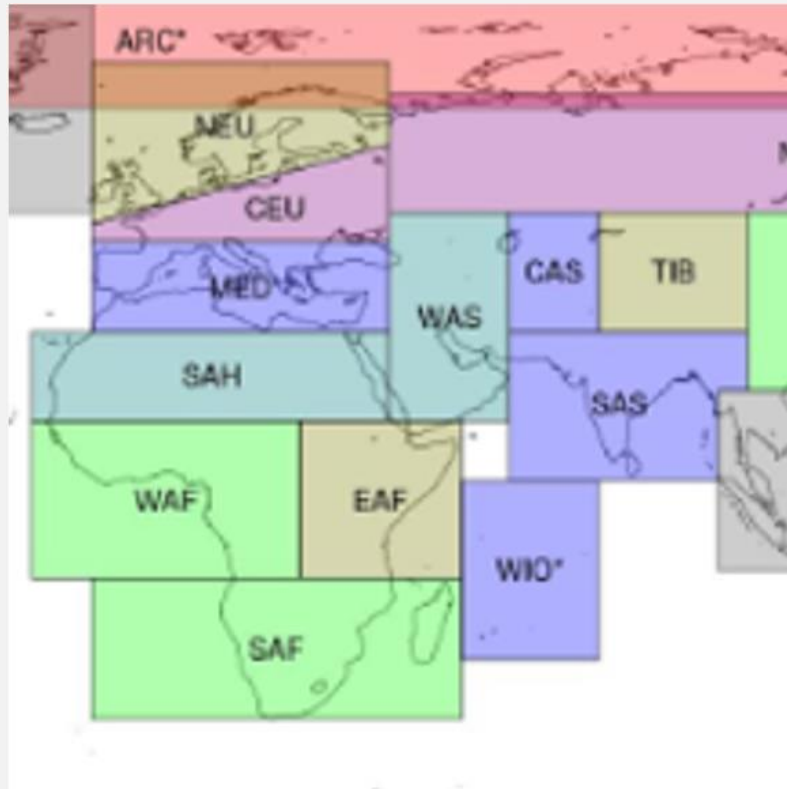 ARC*
NEU
CEU
MED
WAS
CAS
TIB
SAH
SAS
WAF
EAF
WIO*
SAF